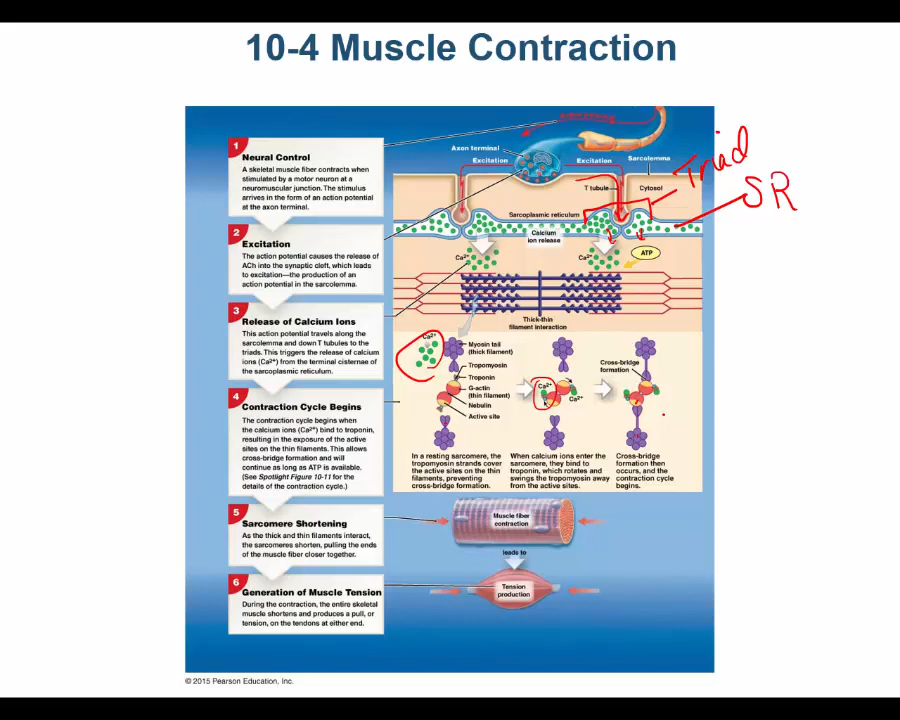 10-4 Muscle Contraction
1
Neural Control
A skeletal muscle fiber contracts when
stimulated by a motor neuron at a
neuromuscular junction. The stimulus
arrives in the form of an action potential
at the axon terminal.
2
Excitation
The action potential causes the release of
ACh into the synaptic cleft, which leads
to excitation—the production of an
action potential in the sarcolemma.
3
Release of Calcium Ions
This action potential travels along the
sarcolemma and down T tubules to the
triads. This triggers the release of calcium
ions (Ca²⁺) from the terminal cisternae of
the sarcoplasmic reticulum.
4
Contraction Cycle Begins
The contraction cycle begins when
the calcium ions (Ca²⁺) bind to troponin,
resulting in the exposure of the active
sites on the thin filaments. This allows
cross-bridge formation and will
continue as long as ATP is available.
(See Spotlight Figure 10-11 for the
details of the contraction cycle.)
5
Sarcomere Shortening
As the thick and thin filaments interact,
the sarcomeres shorten, pulling the ends
of the muscle fiber closer together.
6
Generation of Muscle Tension
During the contraction, the entire skeletal
muscle shortens and produces a pull, or
tension, on the tendons at either end.
Axon terminal
Excitation
Excitation
Sarcolemma
T tubule
Cytosol
Triad
SR
Sarcoplasmic reticulum
Calcium
ion release
Ca²⁺
Ca²⁺
ATP
Thick-thin
filament interaction
Ca²⁺
Myosin tail
(thick filament)
Tropomyosin
Troponin
G-actin
(thin filament)
Nebulin
Active site
Ca²⁺
Ca²⁺
Cross-bridge
formation
In a resting sarcomere, the
tropomyosin strands cover
the active sites on the thin
filaments, preventing
cross-bridge formation.
When calcium ions enter the
sarcomere, they bind to
troponin, which rotates and
swings the tropomyosin away
from the active sites.
Cross-bridge
formation then
occurs, and the
contraction cycle
begins.
Muscle fiber
contraction
leads to
Tension
production
© 2015 Pearson Education, Inc.